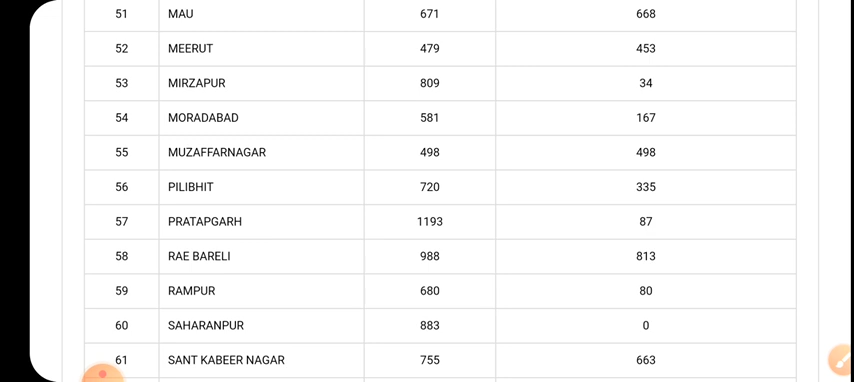 51 MAU 671 668
52 MEERUT 479 453
53 MIRZAPUR 809 34
54 MORADABAD 581 167
55 MUZAFFARNAGAR 498 498
56 PILIBHIT 720 335
57 PRATAPGARH 1193 87
58 RAE BARELI 988 813
59 RAMPUR 680 80
60 SAHARANPUR 883 0
61 SANT KABEER NAGAR 755 663